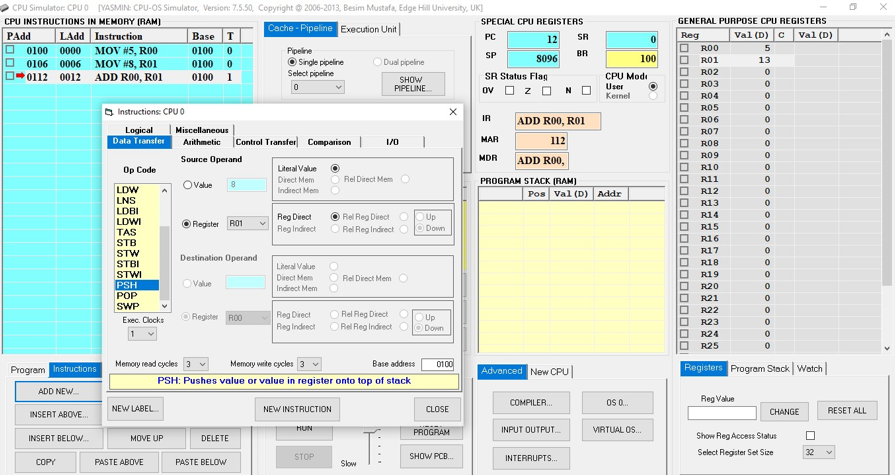 CPU Simulator: CPU 0 [YASMIN: CPU-OS Simulator, Version: 7.5.50, Copyright @ 2006-2013, Besim Mustafa, Edge Hill University, UK]
CPU INSTRUCTIONS IN MEMORY (RAM)
PAdd LAdd Instruction Base T
0100 0000 MOV #5, R00 0100 0
0106 0006 MOV #8, R01 0100 0
0112 0012 ADD R00, R01 0100 1
Cache - Pipeline Execution Unit
Pipeline
Single pipeline Dual pipeline
Select pipeline
0
SHOW PIPELINE...
SPECIAL CPU REGISTERS
PC 12 SR 0
SP 8096 BR 100
SR Status Flag
OV Z N
CPU Mode
User
Kernel
IR ADD R00, R01
MAR 112
MDR ADD R00,
PROGRAM STACK (RAM)
Pos Val(D) Addr
GENERAL PURPOSE CPU REGISTERS
Reg Val(D) C Val(D)
R00 5
R01 13
R02 0
R03 0
R04 0
R05 0
R06 0
R07 0
R08 0
R09 0
R10 0
R11 0
R12 0
R13 0
R14 0
R15 0
R16 0
R17 0
R18 0
R19 0
R20 0
R21 0
R22 0
R23 0
R24 0
R25 0
Instructions: CPU 0
Logical Miscellaneous
Data Transfer Arithmetic Control Transfer Comparison I/O
Op Code
LDW
LNS
LDBI
LDWI
TAS
STB
STW
STBI
STWI
PSH
POP
SWP
Exec. Clocks
1
Source Operand
Value 8
Literal Value
Direct Mem Rel Direct Mem
Indirect Mem
Register R01
Reg Direct Rel Reg Direct Up
Reg Indirect Rel Reg Indirect Down
Destination Operand
Value
Literal Value
Direct Mem Rel Direct Mem
Indirect Mem
Register R00
Reg Direct Rel Reg Direct Up
Reg Indirect Rel Reg Indirect Down
Memory read cycles 3 Memory write cycles 3 Base address 0100
PSH: Pushes value or value in register onto top of stack
NEW LABEL... NEW INSTRUCTION CLOSE
Program Instructions
ADD NEW...
INSERT ABOVE...
INSERT BELOW... MOVE UP DELETE
COPY PASTE ABOVE PASTE BELOW
RUN
STOP
Slow
PROGRAM
SHOW PCB...
Advanced New CPU
COMPILER... OS 0...
INPUT OUTPUT... VIRTUAL OS...
INTERRUPTS...
Registers Program Stack Watch
Reg Value
CHANGE RESET ALL
Show Reg Access Status
Select Register Set Size 32